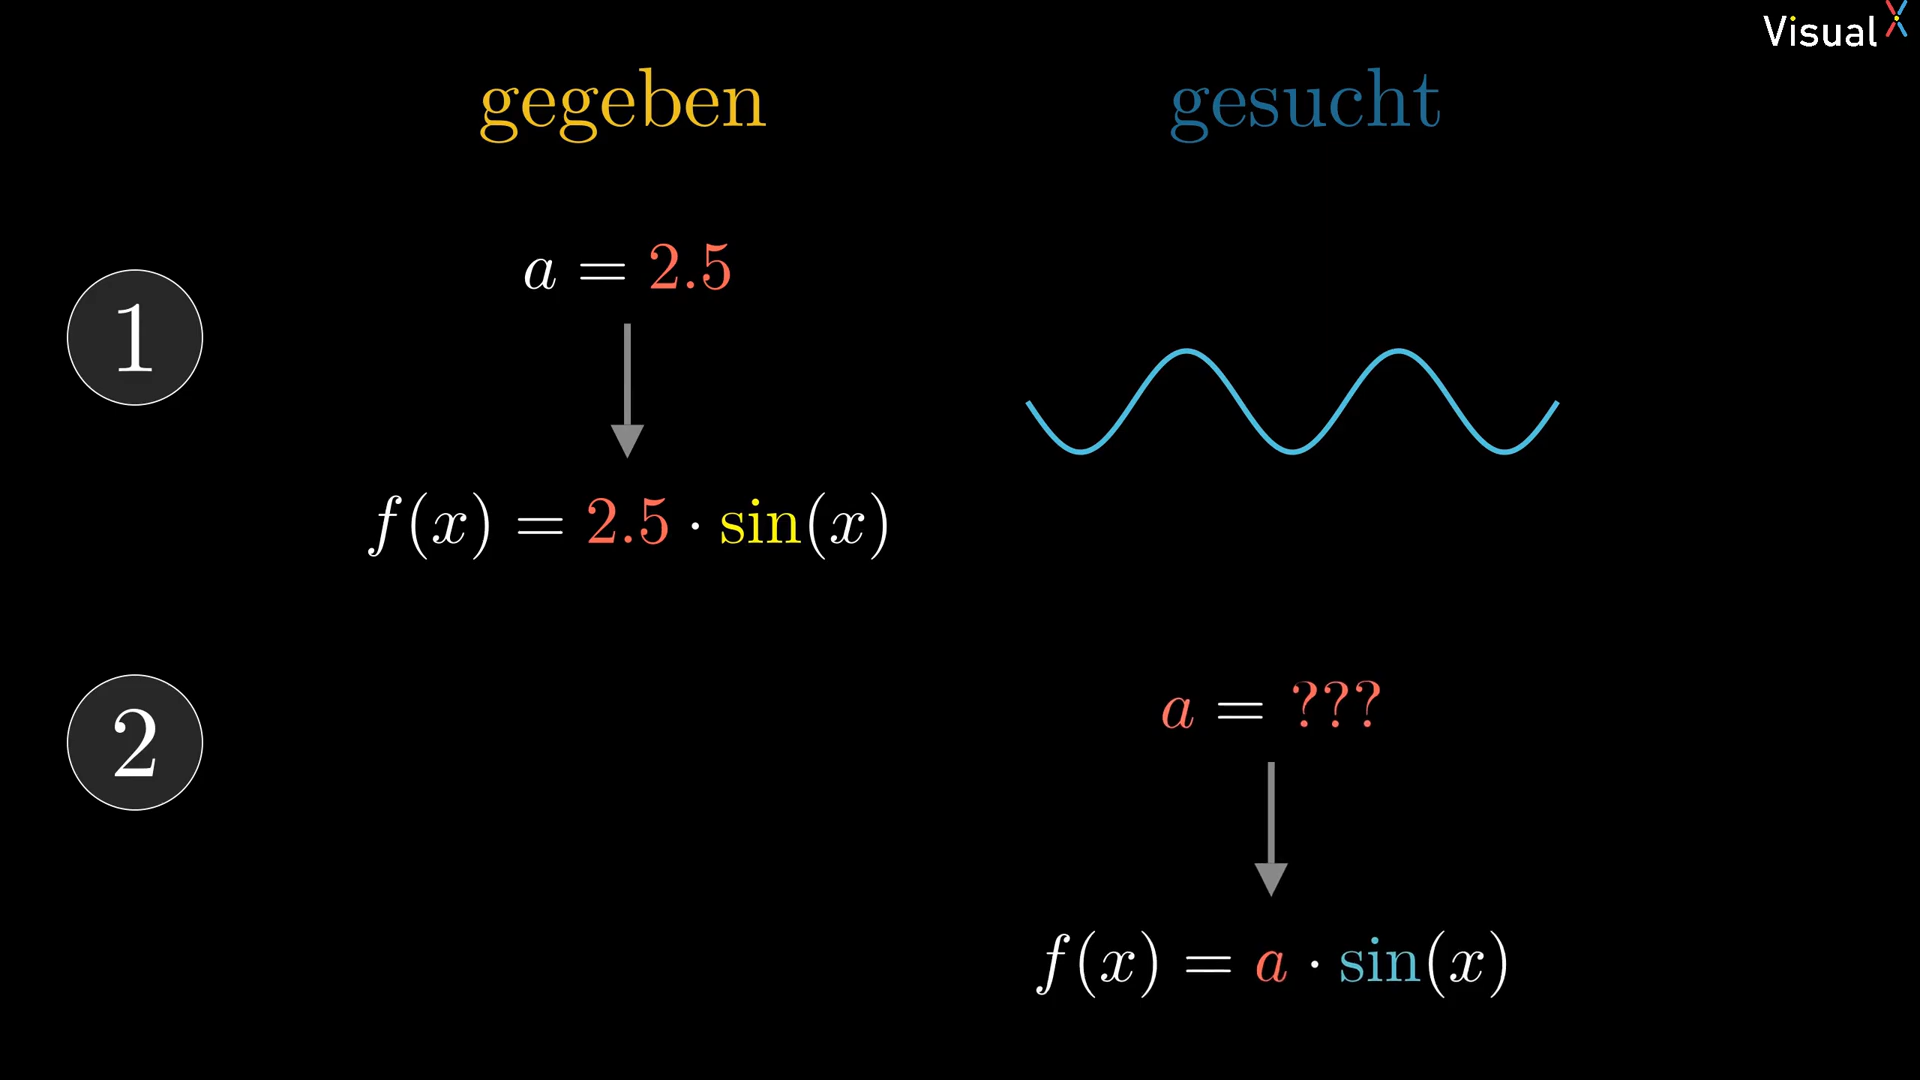 Visual X
gegeben
gesucht
1
a = 2.5
f(x) = 2.5 · sin(x)
2
a = ???
f(x) = a · sin(x)